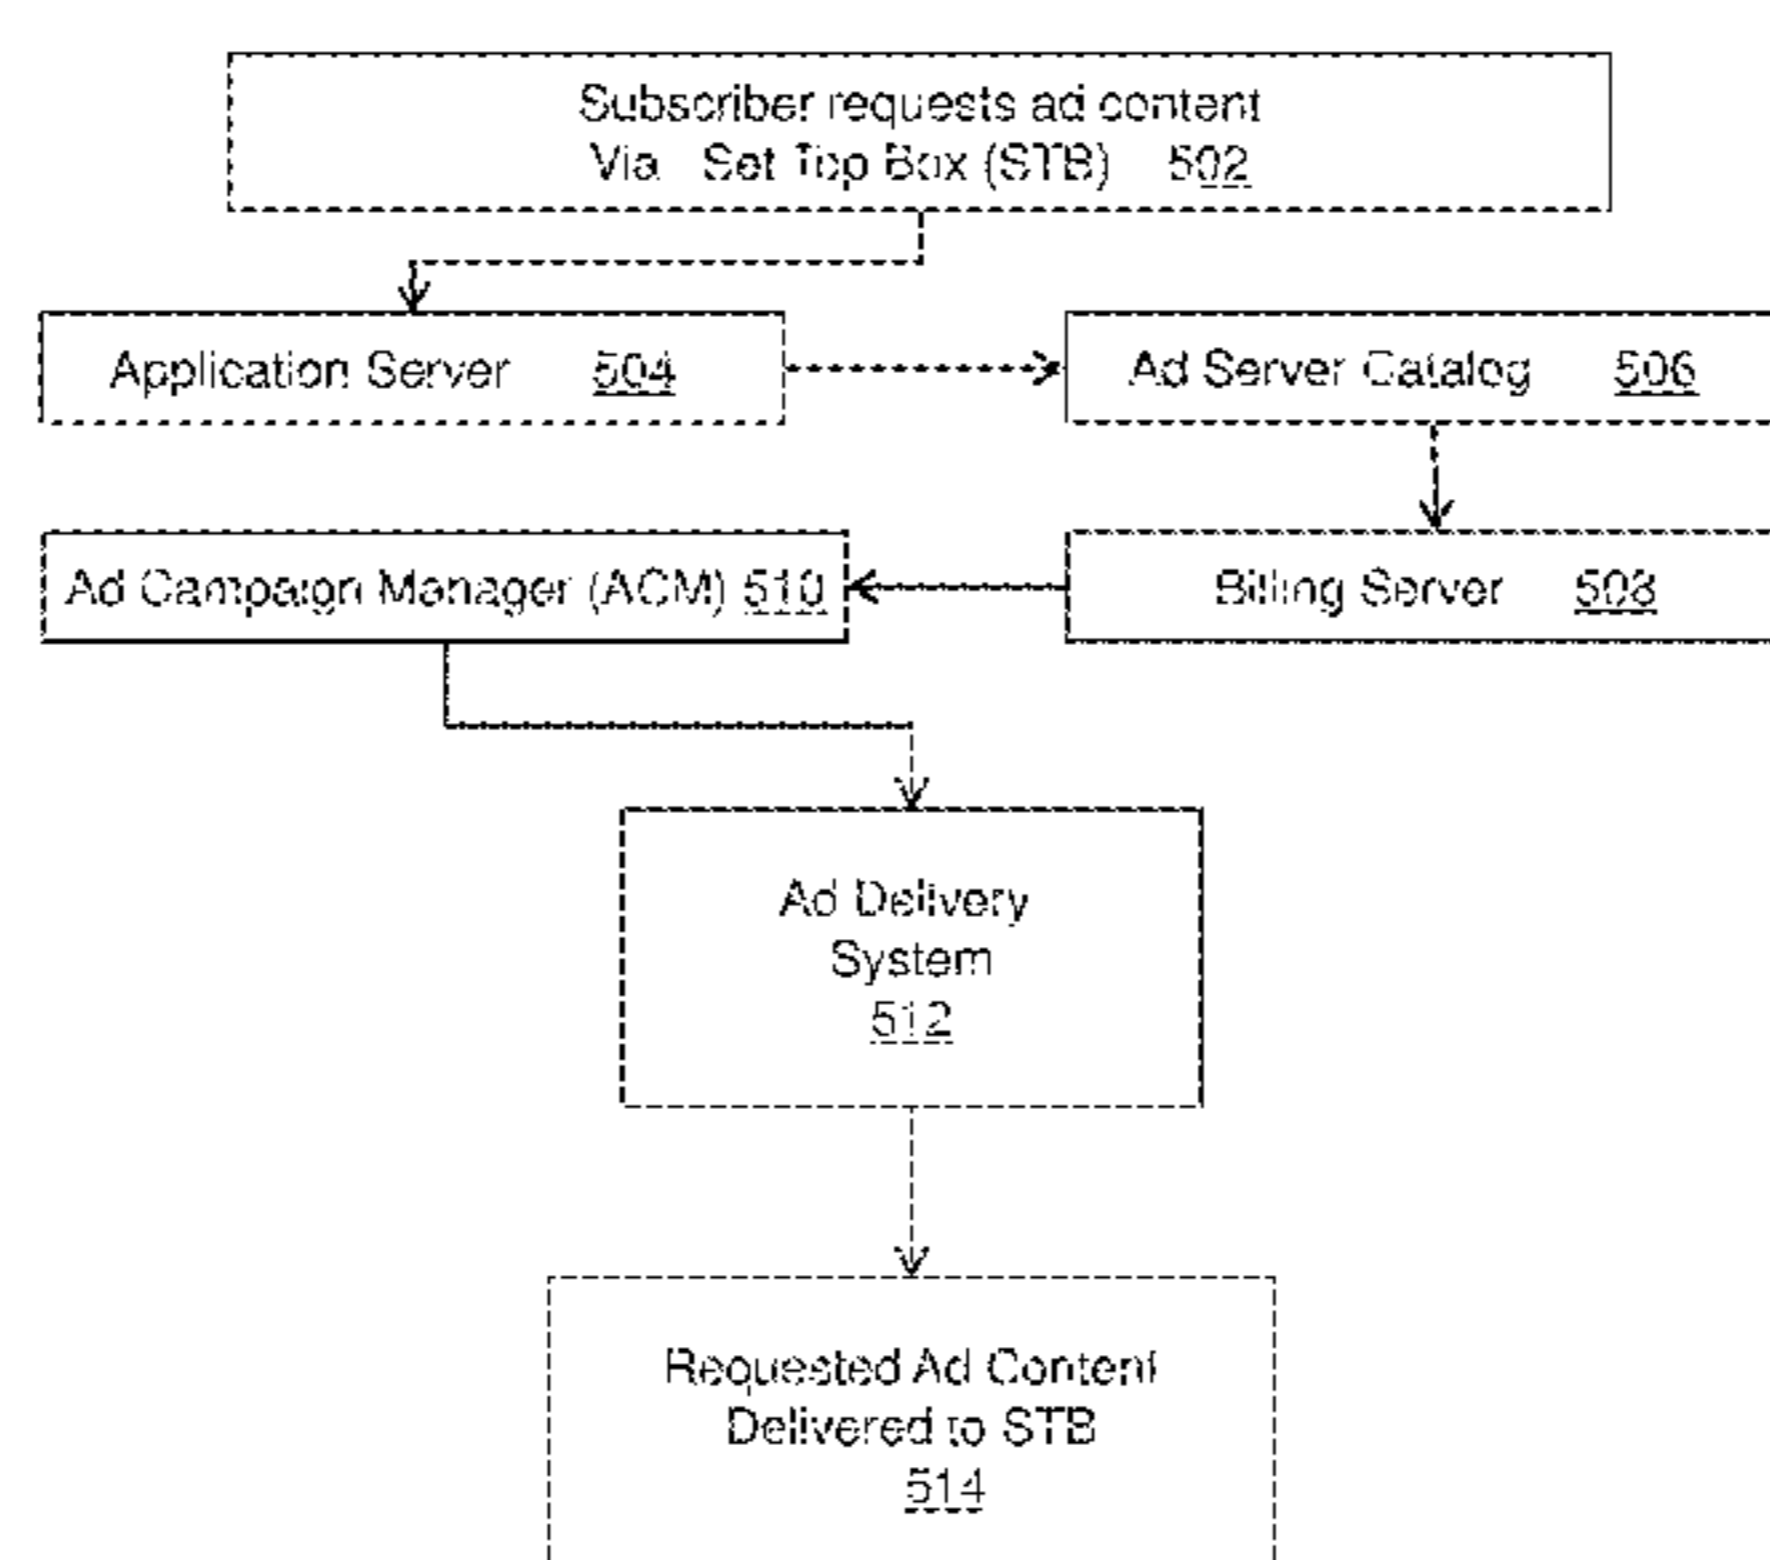 Subscriber requests ad content
Via Set Top Box (STB) 502
Application Server 504
Ad Server Catalog 506
Ad Campaign Manager (ACM) 510
Billing Server 508
Ad Delivery
System
512
Requested Ad Content
Delivered to STB
514